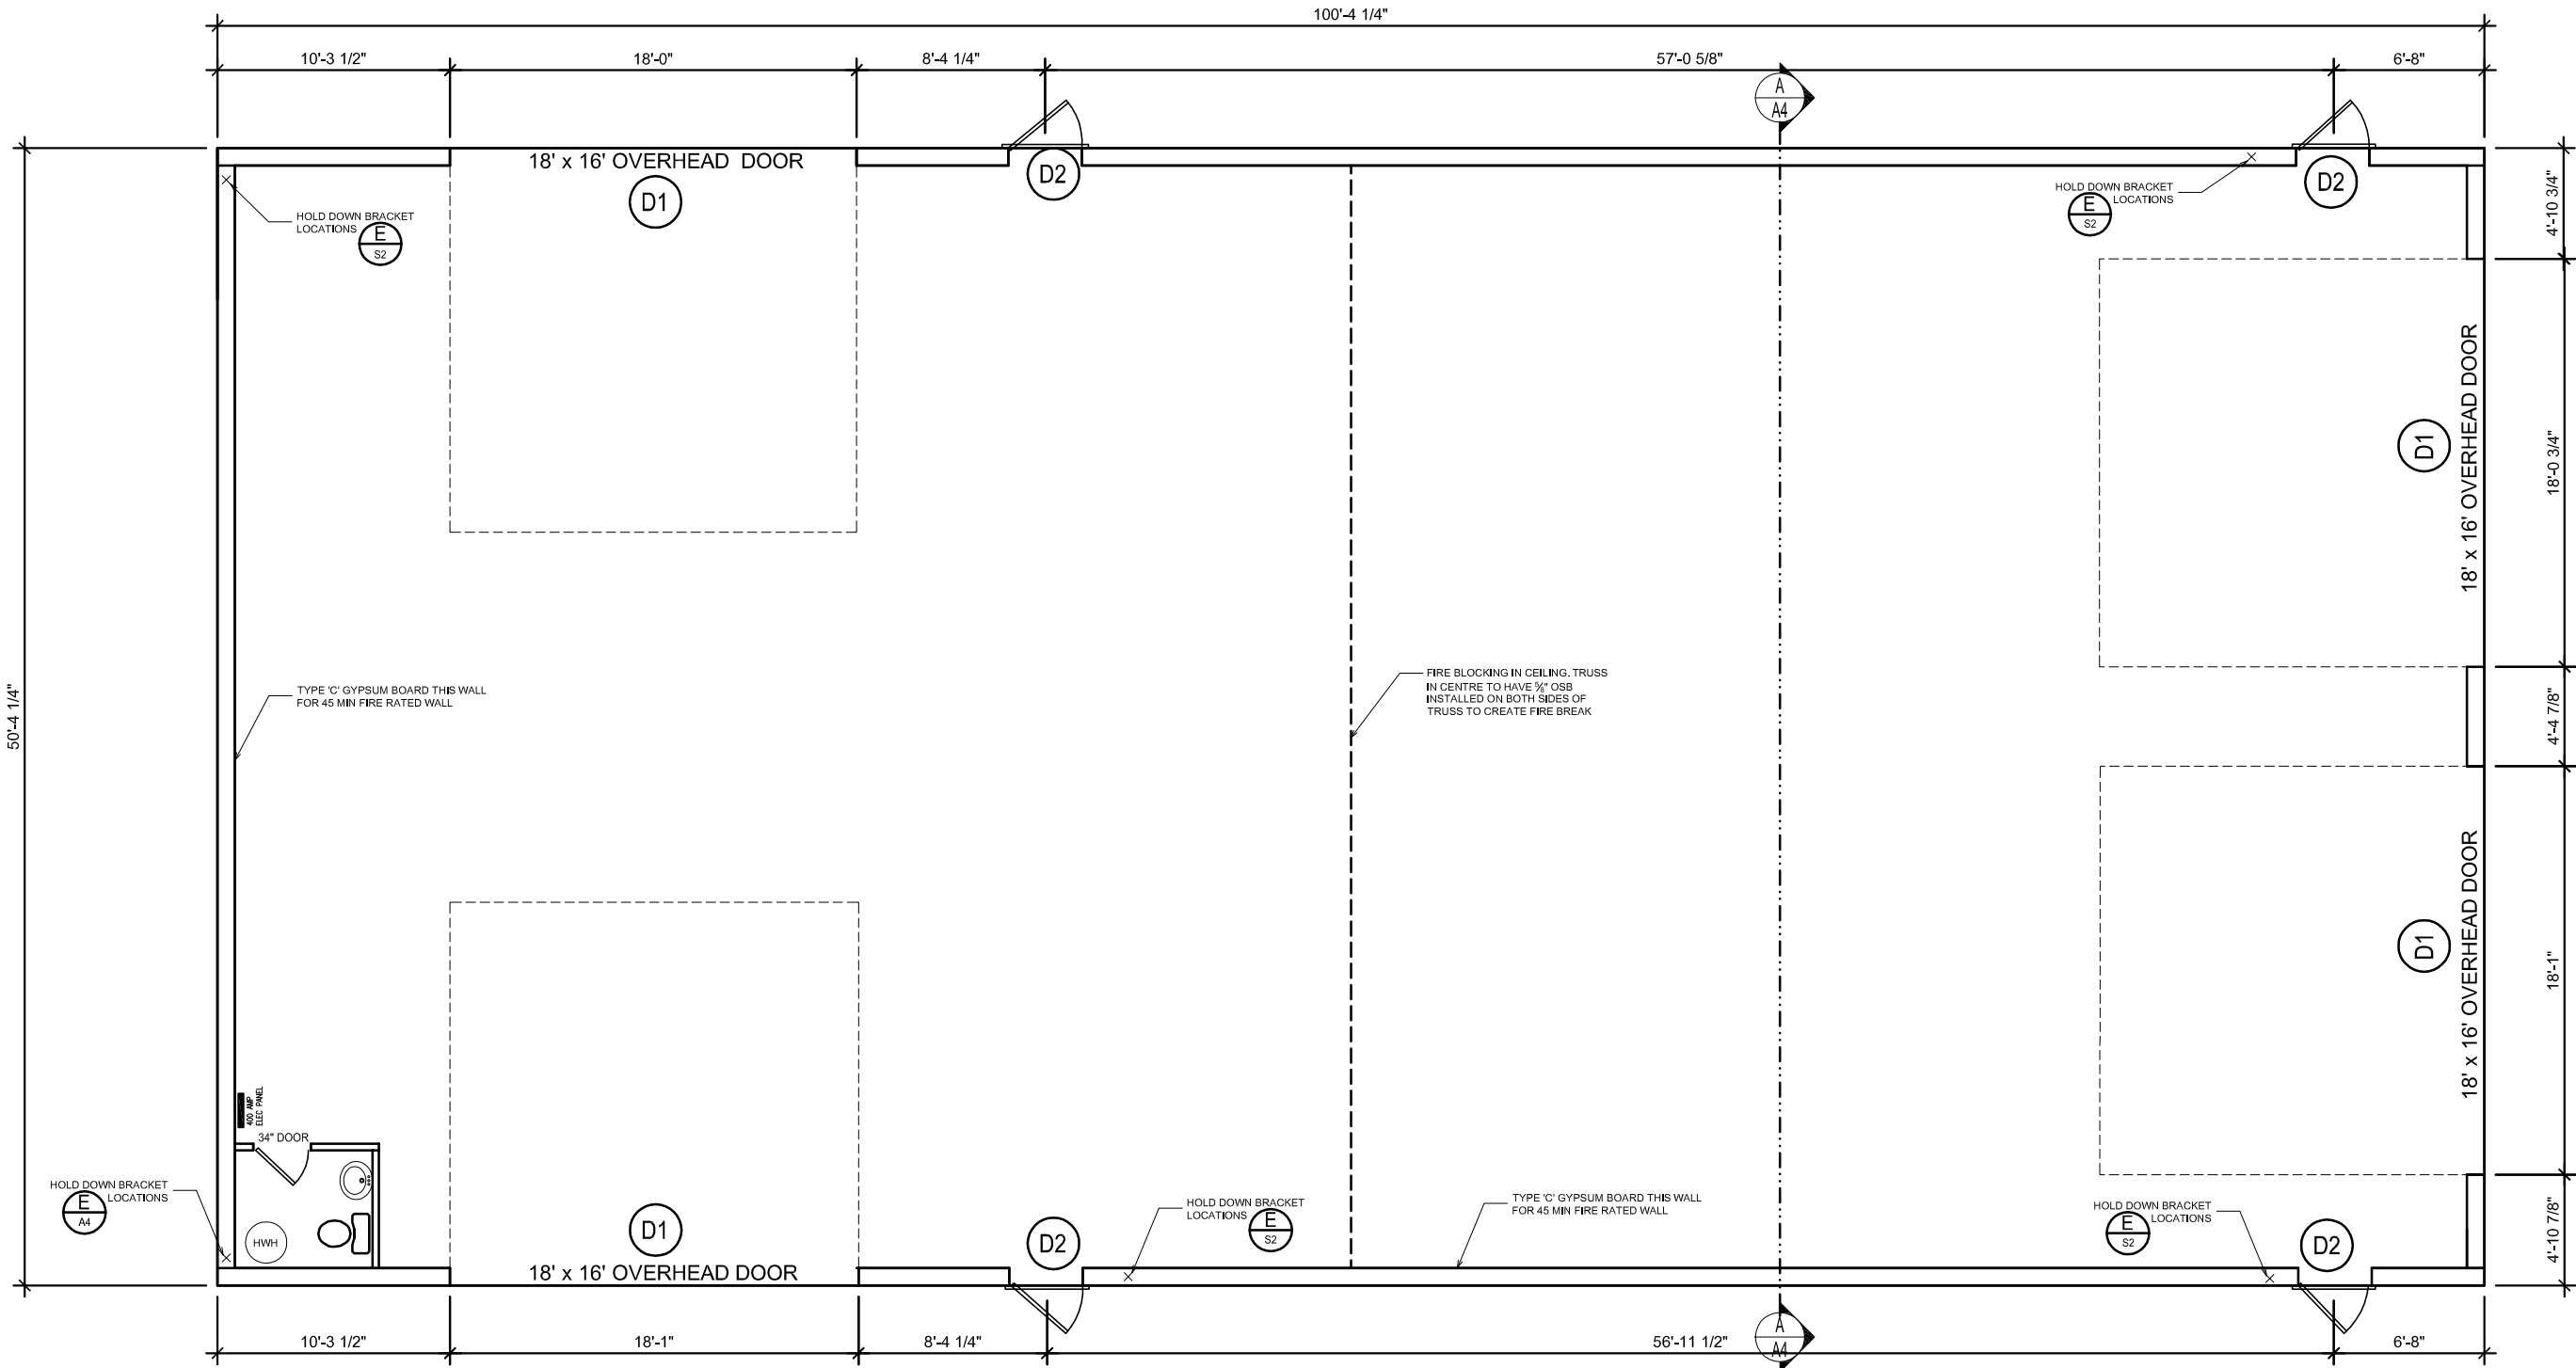 100'-4 1/4"
10'-3 1/2"
18'-0"
8'-4 1/4"
57'-0 5/8"
6'-8"
A
A4
18' x 16' OVERHEAD  DOOR
D1
D2
D2
HOLD DOWN BRACKET
LOCATIONS
E
S2
HOLD DOWN BRACKET
LOCATIONS
E
S2
4'-10 3/4"
18'-0 3/4"
18' x 16' OVERHEAD DOOR
D1
50'-4 1/4"
TYPE 'C' GYPSUM BOARD THIS WALL
FOR 45 MIN FIRE RATED WALL
FIRE BLOCKING IN CEILING. TRUSS
IN CENTRE TO HAVE ⅝" OSB
INSTALLED ON BOTH SIDES OF
TRUSS TO CREATE FIRE BREAK
4'-4 7/8"
18'-1"
18' x 16' OVERHEAD DOOR
D1
400 AMP
ELEC PANEL
34" DOOR
HWH
HOLD DOWN BRACKET
LOCATIONS
E
A4
D1
18' x 16' OVERHEAD DOOR
D2
HOLD DOWN BRACKET
LOCATIONS
E
S2
TYPE 'C' GYPSUM BOARD THIS WALL
FOR 45 MIN FIRE RATED WALL
HOLD DOWN BRACKET
LOCATIONS
E
S2
D2
4'-10 7/8"
10'-3 1/2"
18'-1"
8'-4 1/4"
56'-11 1/2"
A
A4
6'-8"